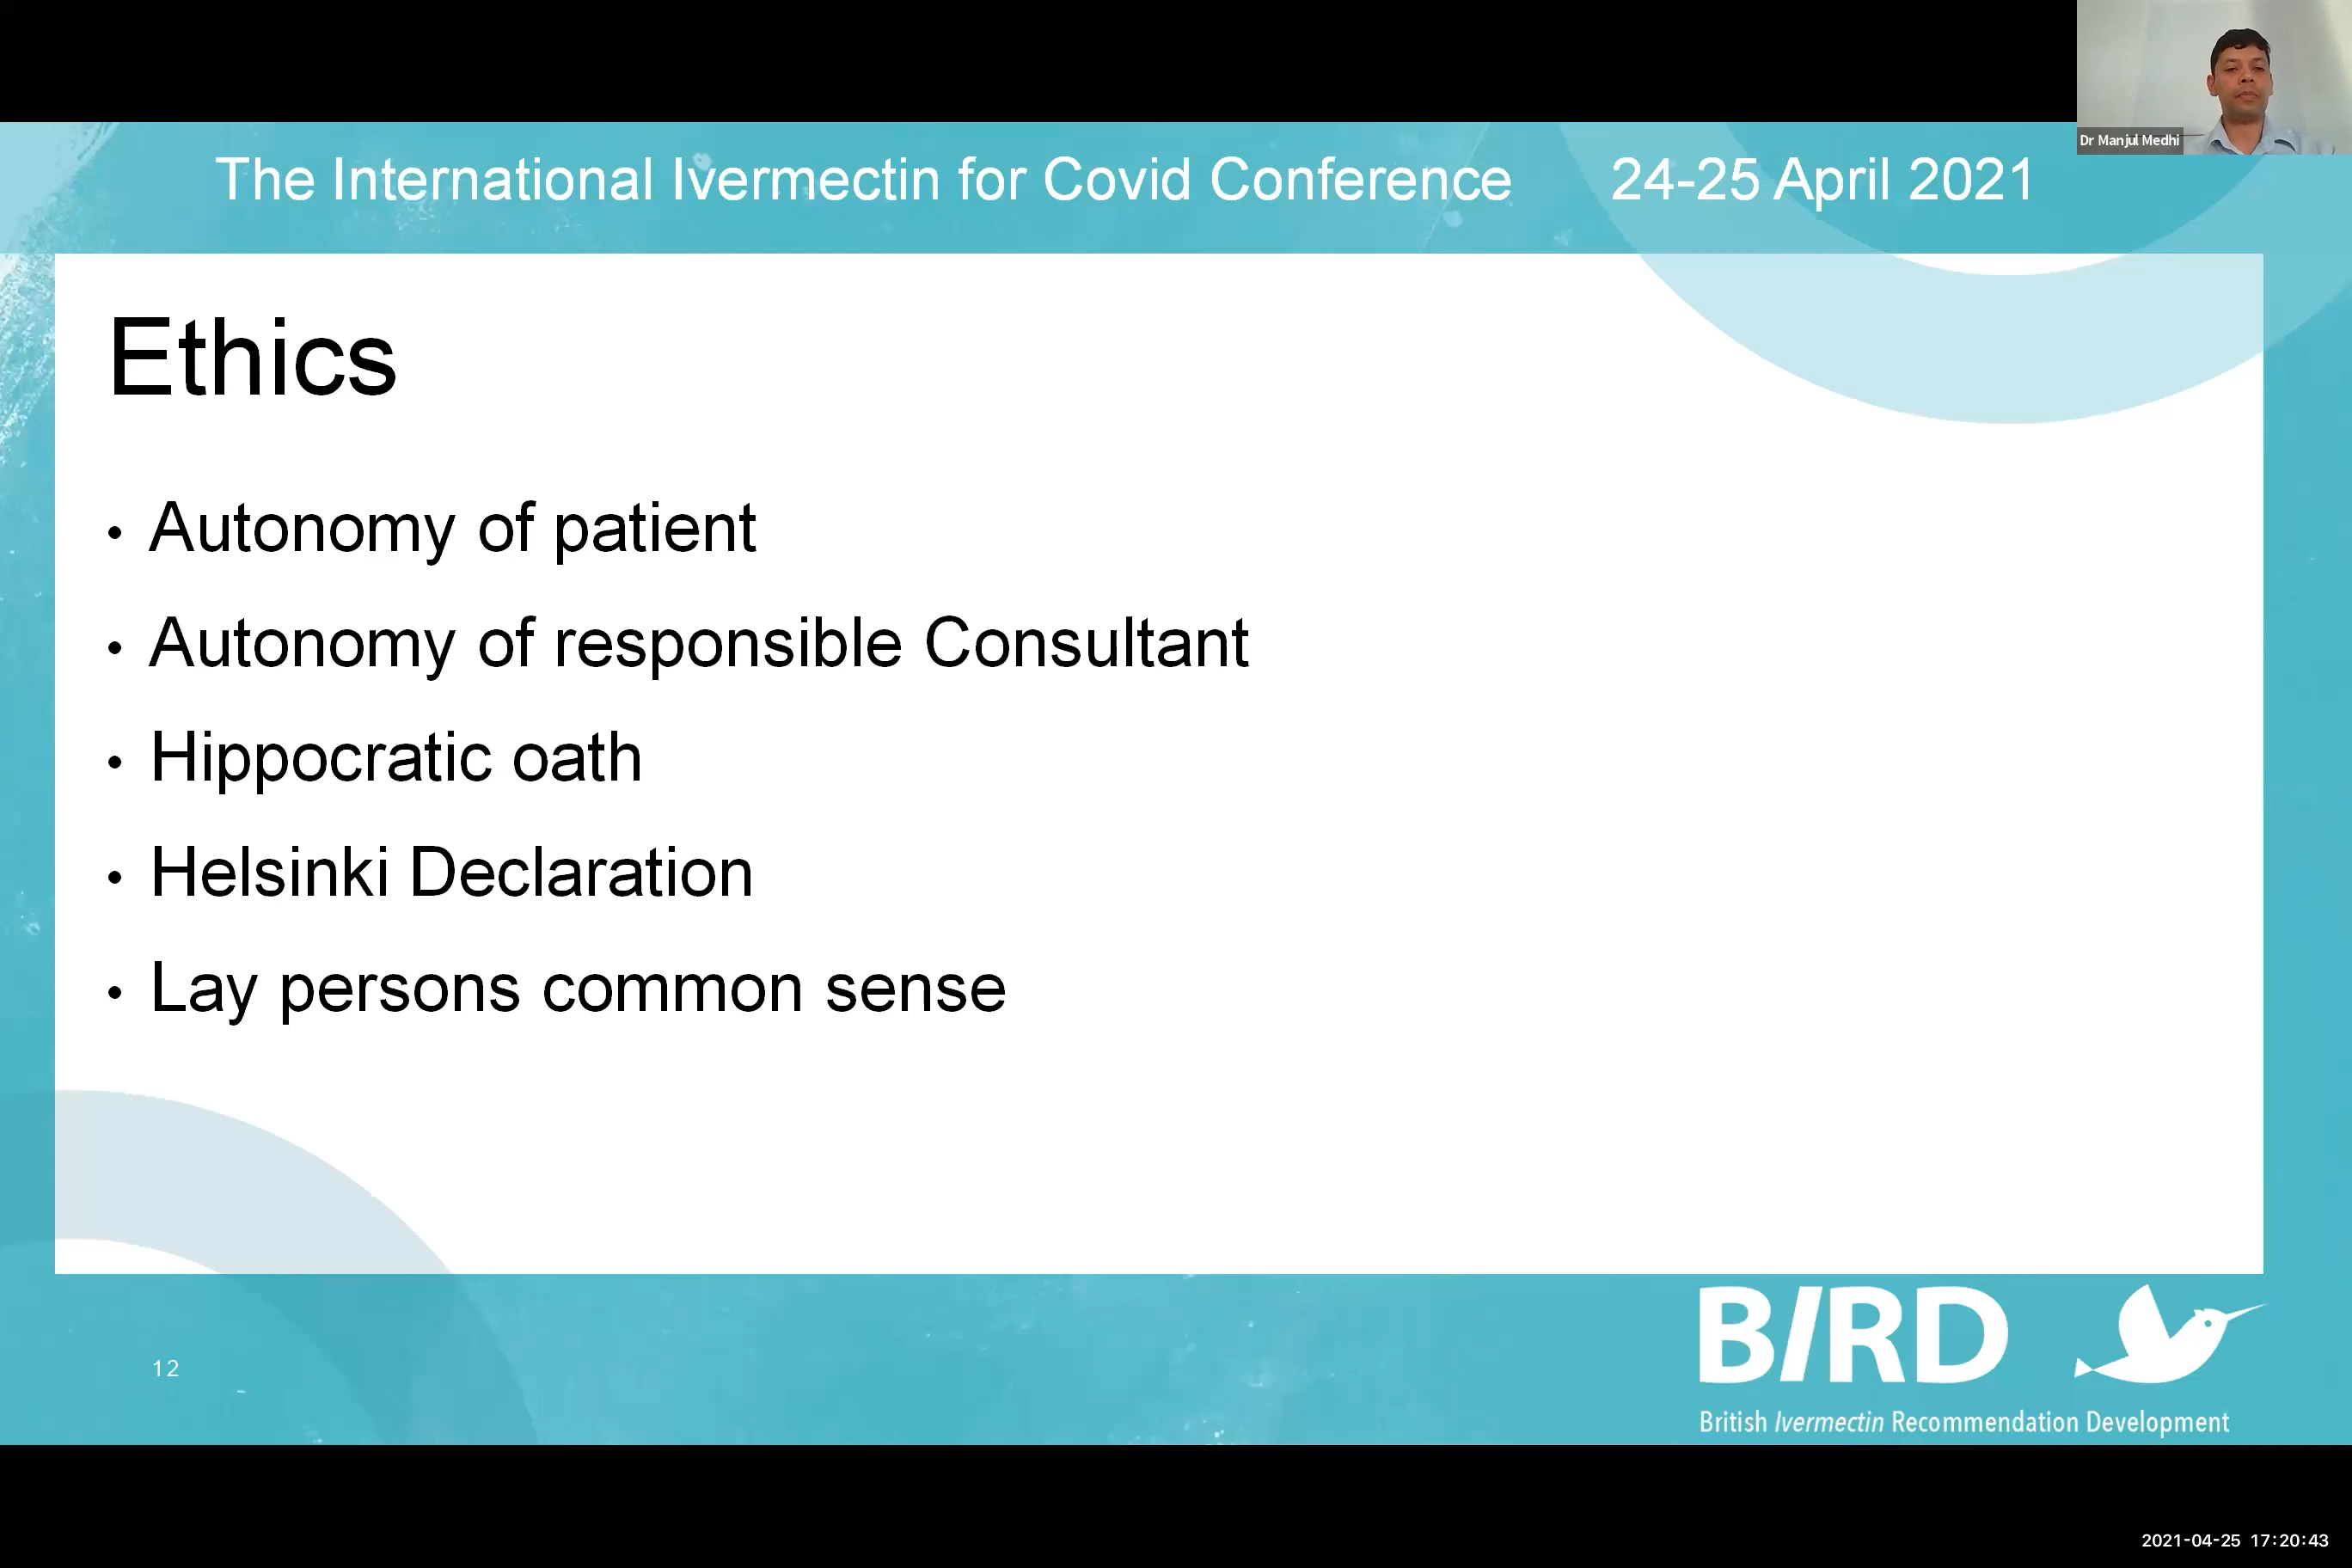 Dr Manjul Medhi
The International Ivermectin for Covid Conference 24-25 April 2021
Ethics
• Autonomy of patient
• Autonomy of responsible Consultant
• Hippocratic oath
• Helsinki Declaration
• Lay persons common sense
12
BIRD
British Ivermectin Recommendation Development
2021-04-25 17:20:43